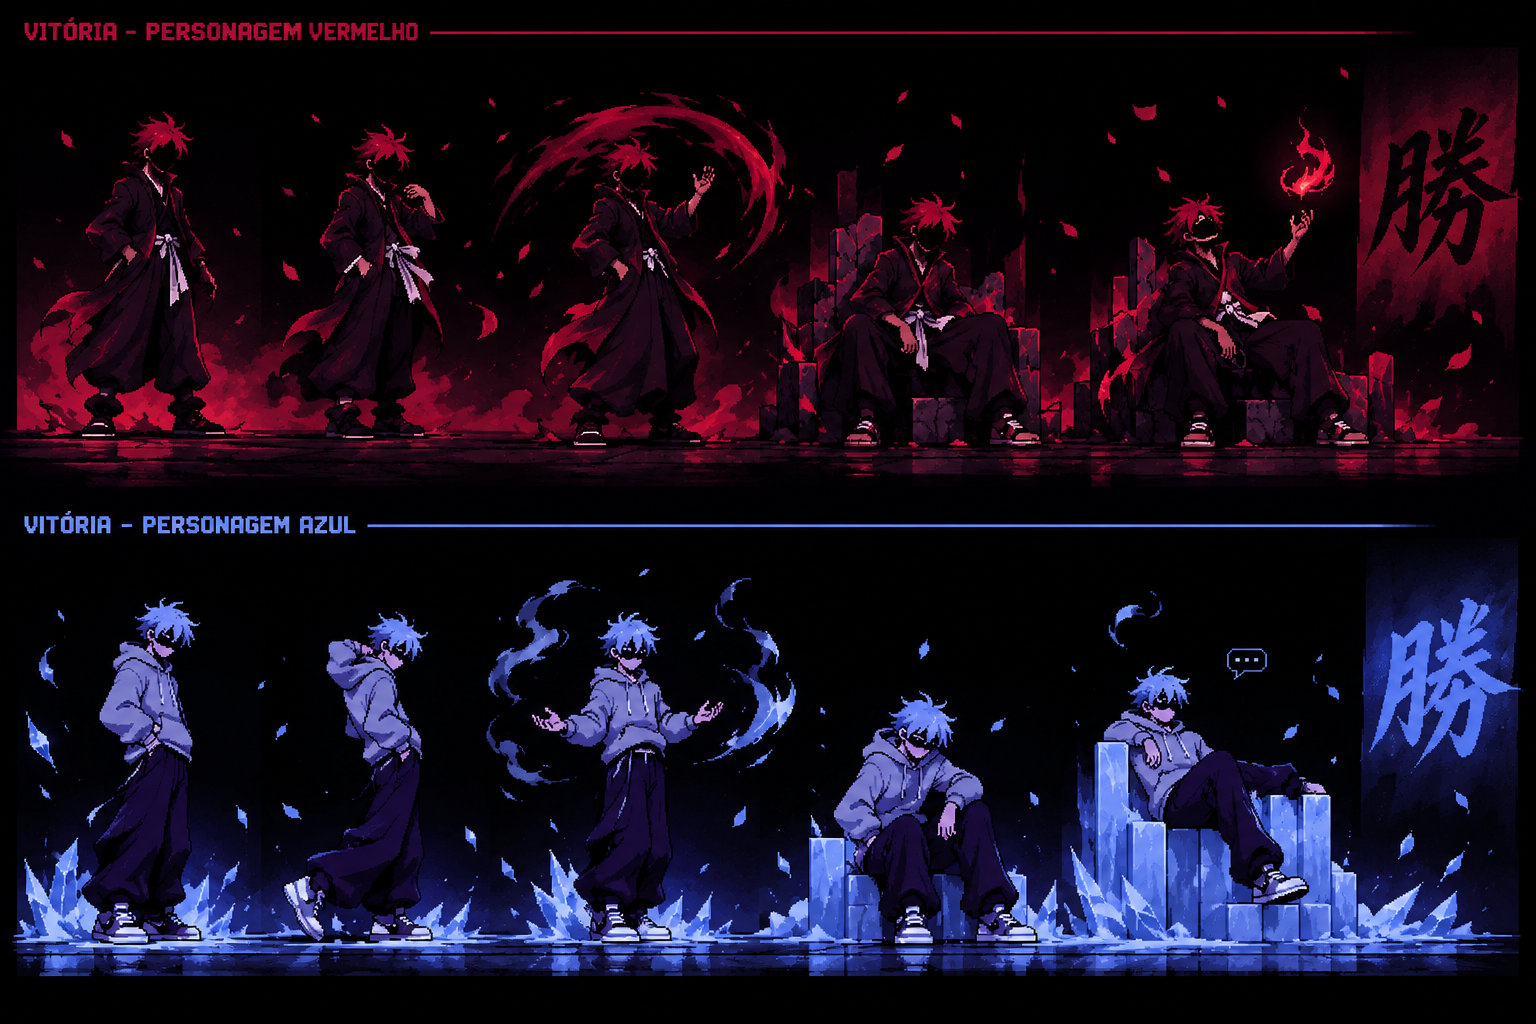 VITÓRIA - PERSONAGEM VERMELHO
勝
VITÓRIA - PERSONAGEM AZUL
...
勝